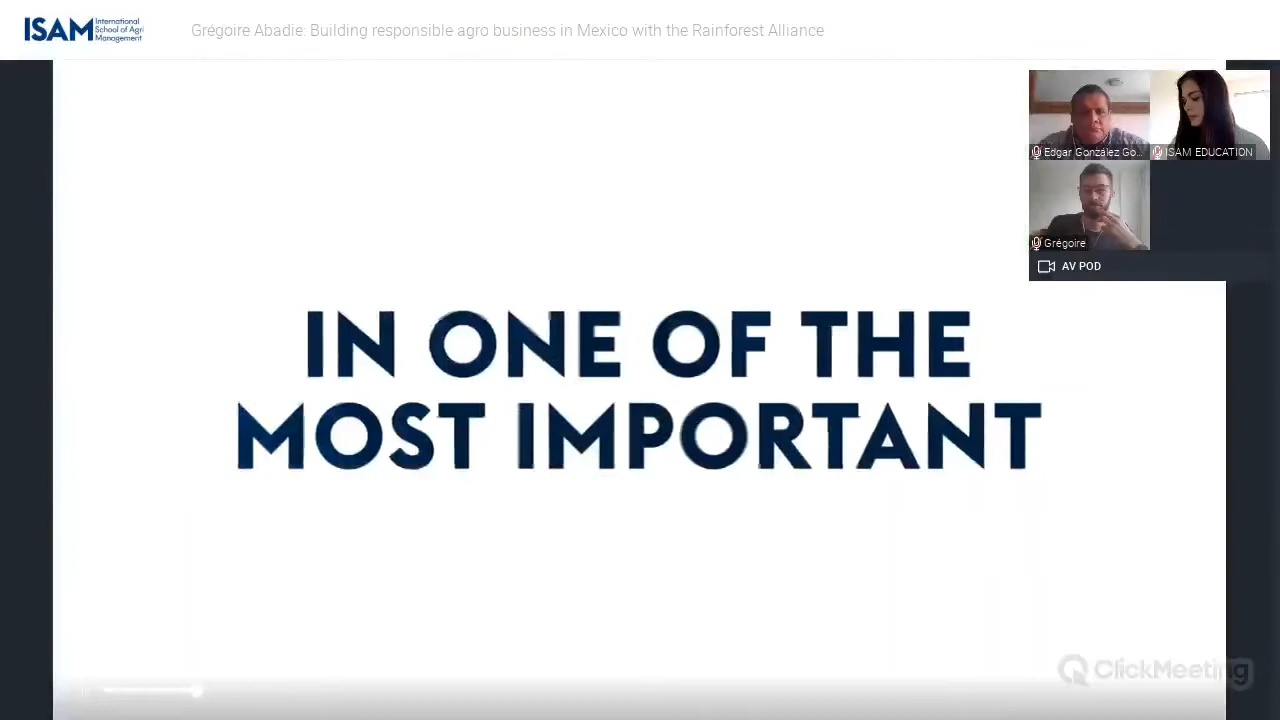 ISAM
International
School of Agri
Management
Grégoire Abadie: Building responsible agro business in Mexico with the Rainforest Alliance
Edgar González Go...
ISAM EDUCATION
Grégoire
AV POD
IN ONE OF THE
MOST IMPORTANT
ClickMeeting